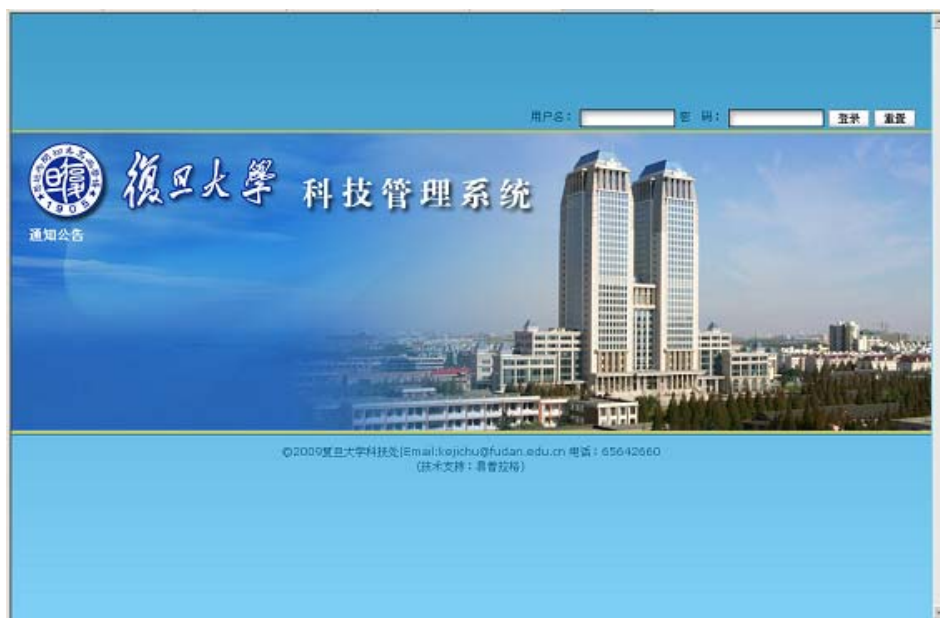 用户名： 密 码： 登录 重置
復旦大學 科技管理系统
1905
通知公告
©2009复旦大学科技处|Email:kejichu@fudan.edu.cn 电话：65642660
(技术支持：易普拉格)